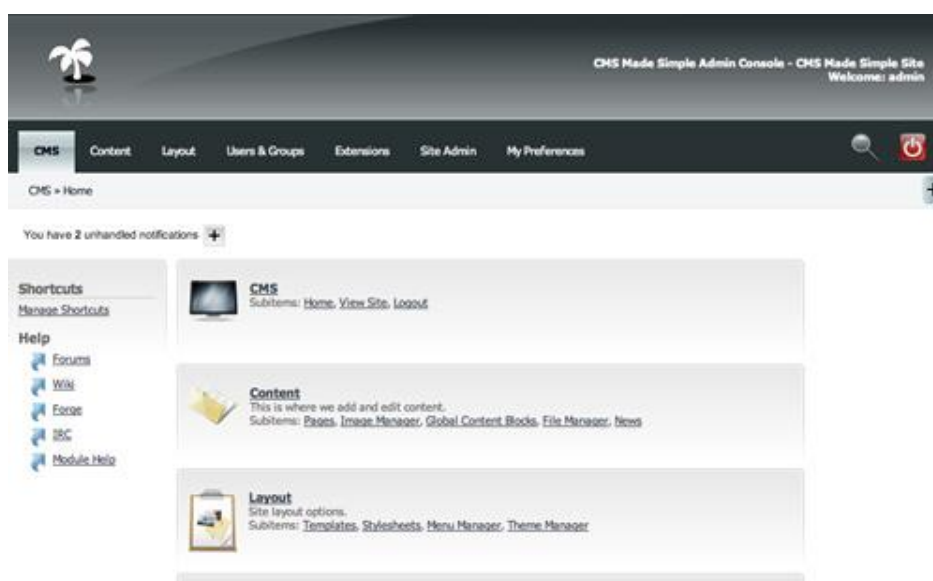 CMS Made Simple Admin Console - CMS Made Simple Site
Welcome: admin
CMS Content Layout Users & Groups Extensions Site Admin My Preferences
CMS » Home
You have 2 unhandled notifications
Shortcuts
Manage Shortcuts
Help
Forums
Wiki
Forge
IRC
Module Help
CMS
Subitems: Home, View Site, Logout
Content
This is where we add and edit content.
Subitems: Pages, Image Manager, Global Content Blocks, File Manager, News
Layout
Site layout options.
Subitems: Templates, Stylesheets, Menu Manager, Theme Manager